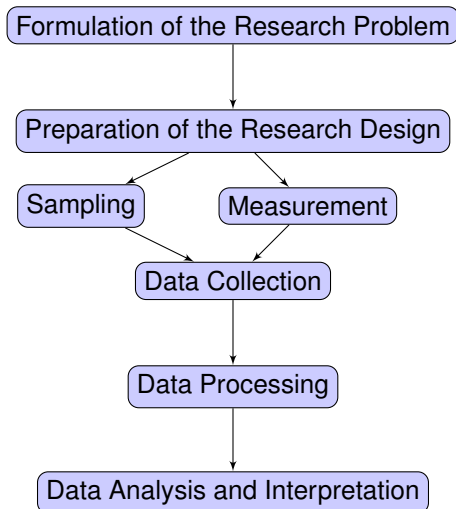 Formulation of the Research Problem
Preparation of the Research Design
Sampling
Measurement
Data Collection
Data Processing
Data Analysis and Interpretation